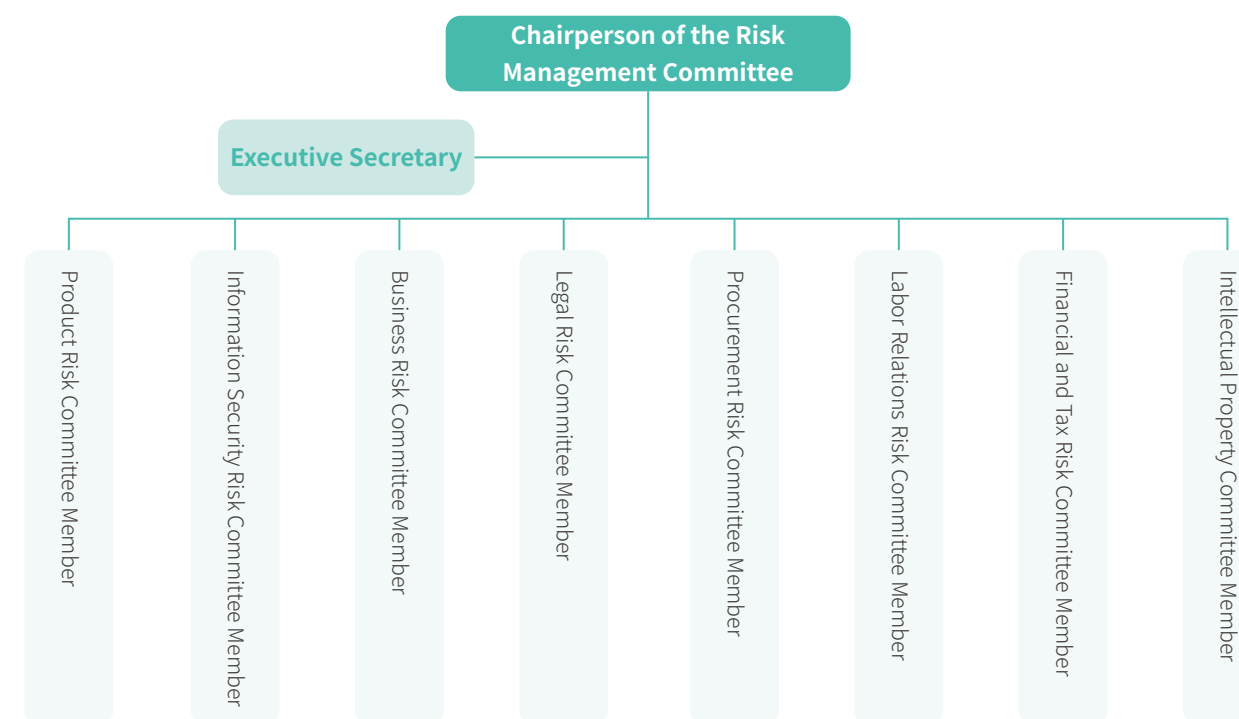 Chairperson of the Risk
Management Committee
Executive Secretary
Product Risk Committee Member
Information Security Risk Committee Member
Business Risk Committee Member
Legal Risk Committee Member
Procurement Risk Committee Member
Labor Relations Risk Committee Member
Financial and Tax Risk Committee Member
Intellectual Property Committee Member